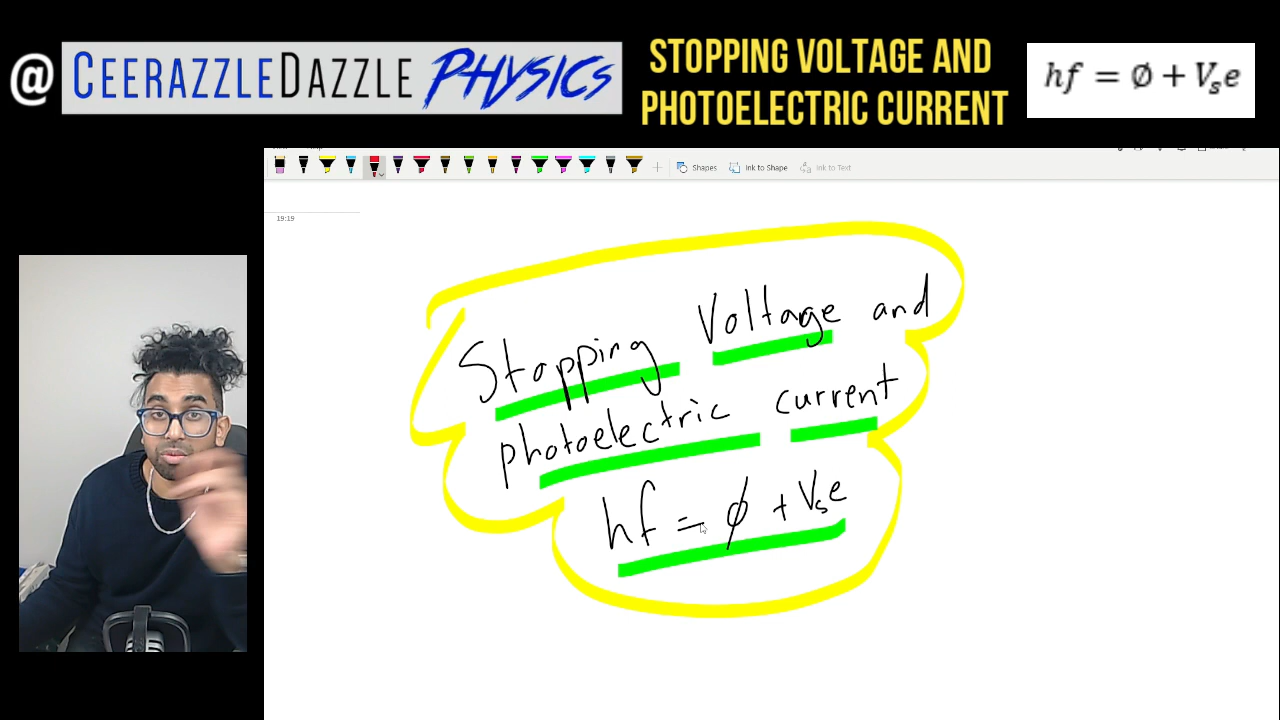 @ CEERAZZLEDAZZLE PHYSICS
STOPPING VOLTAGE AND
PHOTOELECTRIC CURRENT
hf = Ø + Vₛe
Shapes
Ink to Shape
Ink to Text
19:19
Stopping Voltage and
photoelectric current
hf = ϕ + Vₛe